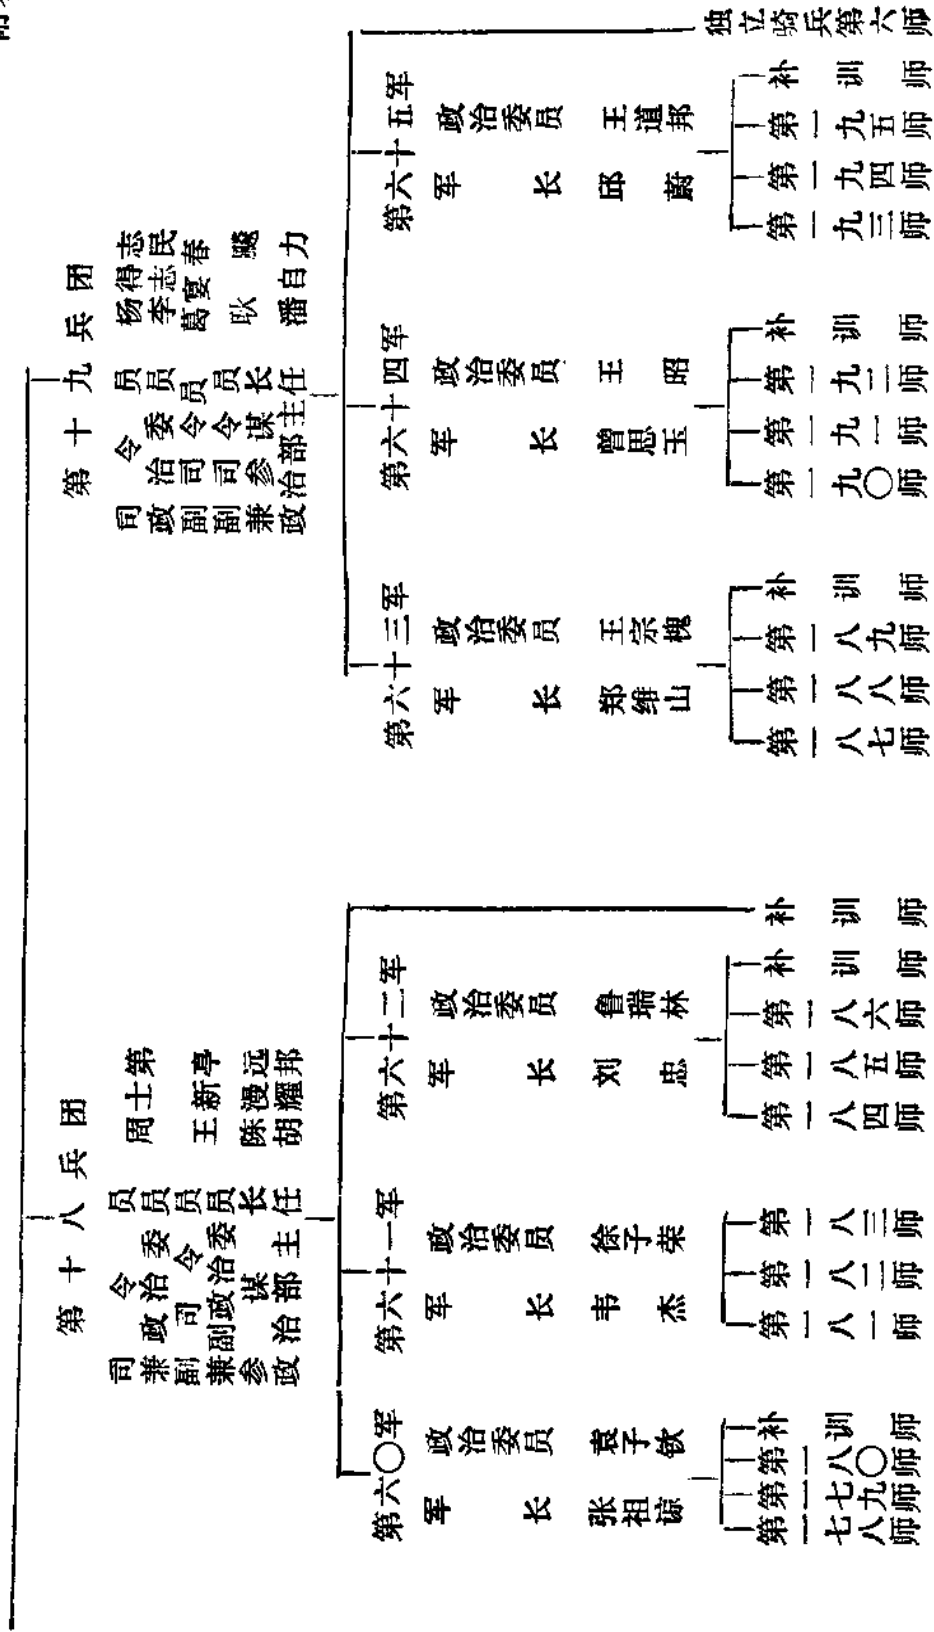 第十八兵团
司令员
兼政治委员 周士第
副司令员
兼副政治委员 王新亭
参谋长 陈漫远
政治部主任 胡耀邦
第六〇军
军长 张祖谅
政治委员 袁子钦
第一七八师
第一七九师
第一八〇师
补训师
第六十一军
军长 韦杰
政治委员 徐子荣
第一八一师
第一八二师
第一八三师
第六十二军
军长 刘忠
政治委员 鲁瑞林
第一八四师
第一八五师
第一八六师
补训师
补训师
第十九兵团
司令员 杨得志
政治委员 李志民
副司令员 葛宴春
副司令员
兼参谋长 耿飚
政治部主任 潘自力
第六十三军
军长 郑维山
政治委员 王宗槐
第一八七师
第一八八师
第一八九师
补训师
第六十四军
军长 曾思玉
政治委员 王昭
第一九〇师
第一九一师
第一九二师
补训师
第六十五军
军长 邱蔚
政治委员 王道邦
第一九三师
第一九四师
第一九五师
补训师
独立骑兵第六师